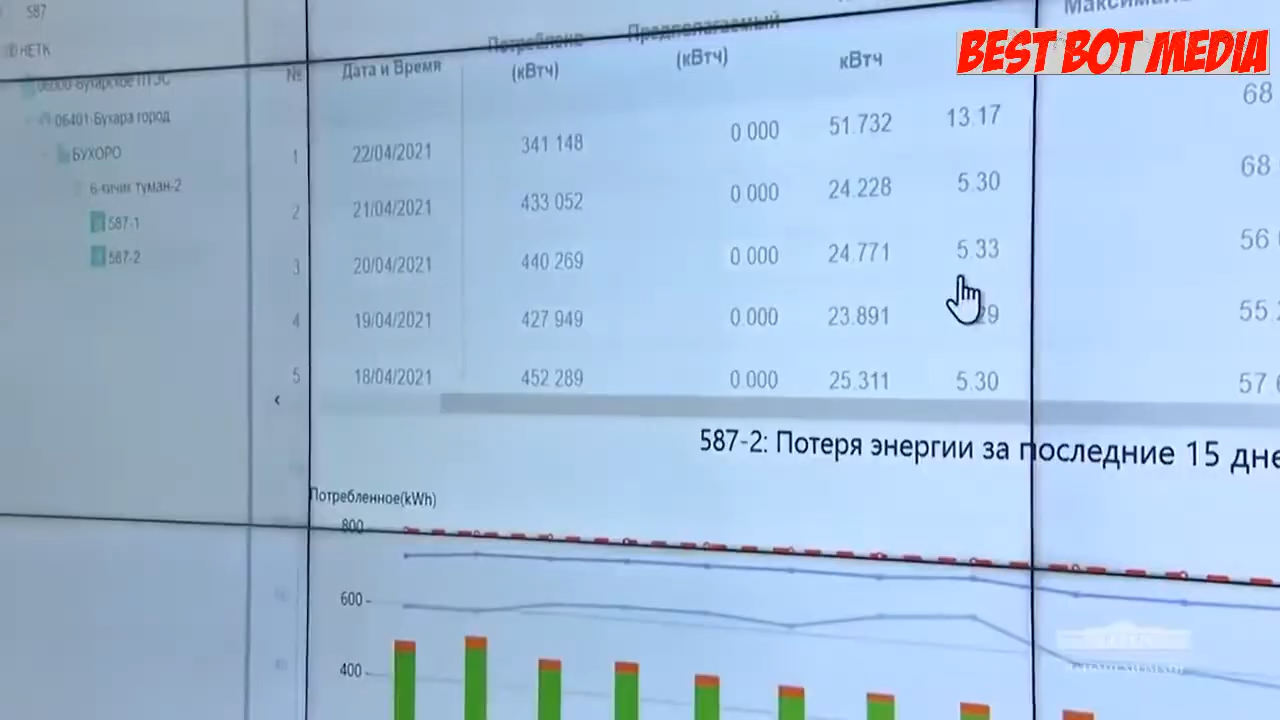 587
НЕТК
06401-Бухара город
БУХОРО
6-кичик туман-2
587-1
587-2
BEST BOT MEDIA
№ Дата и Время Потреблено (кВтч) Предполагаемый (кВтч) кВтч
1 22/04/2021 341 148 0 000 51.732 13.17 68
2 21/04/2021 433 052 0 000 24.228 5.30 68
3 20/04/2021 440 269 0 000 24.771 5.33 56
4 19/04/2021 427 949 0.000 23.891 29 55
5 18/04/2021 452 289 0 000 25.311 5.30 57
587-2: Потеря энергии за последние 15 дне
Потребленное(kWh)
800
600
400